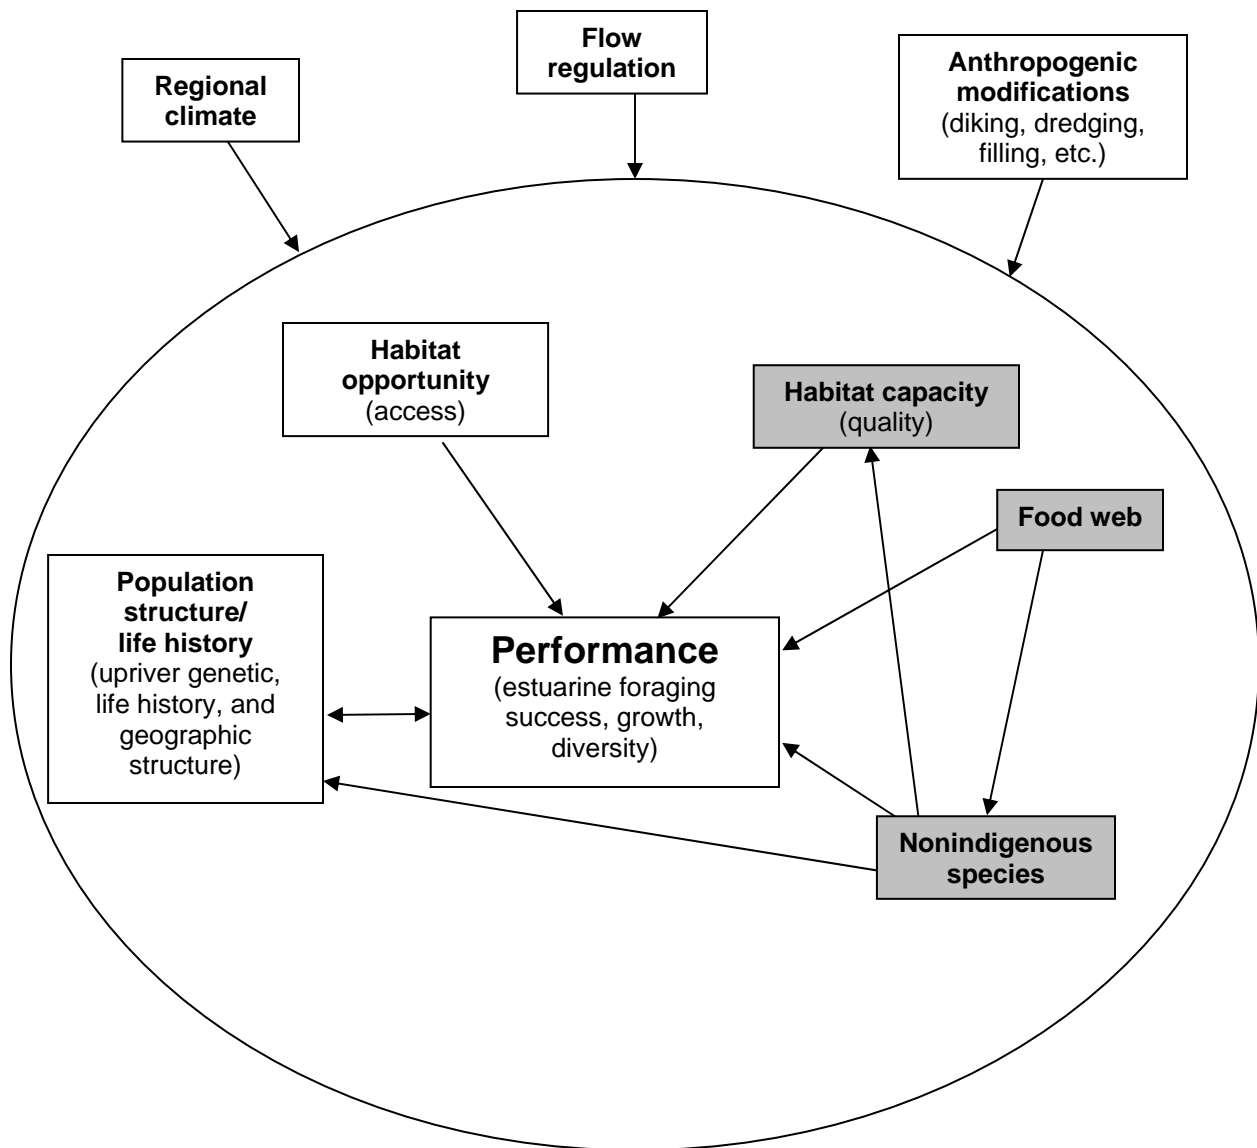 Flow
regulation
Regional
climate
Anthropogenic
modifications
(diking, dredging,
filling, etc.)
Habitat
opportunity
(access)
Habitat capacity
(quality)
Food web
Population
structure/
life history
(upriver genetic,
life history, and
geographic
structure)
Performance
(estuarine foraging
success, growth,
diversity)
Nonindigenous
species